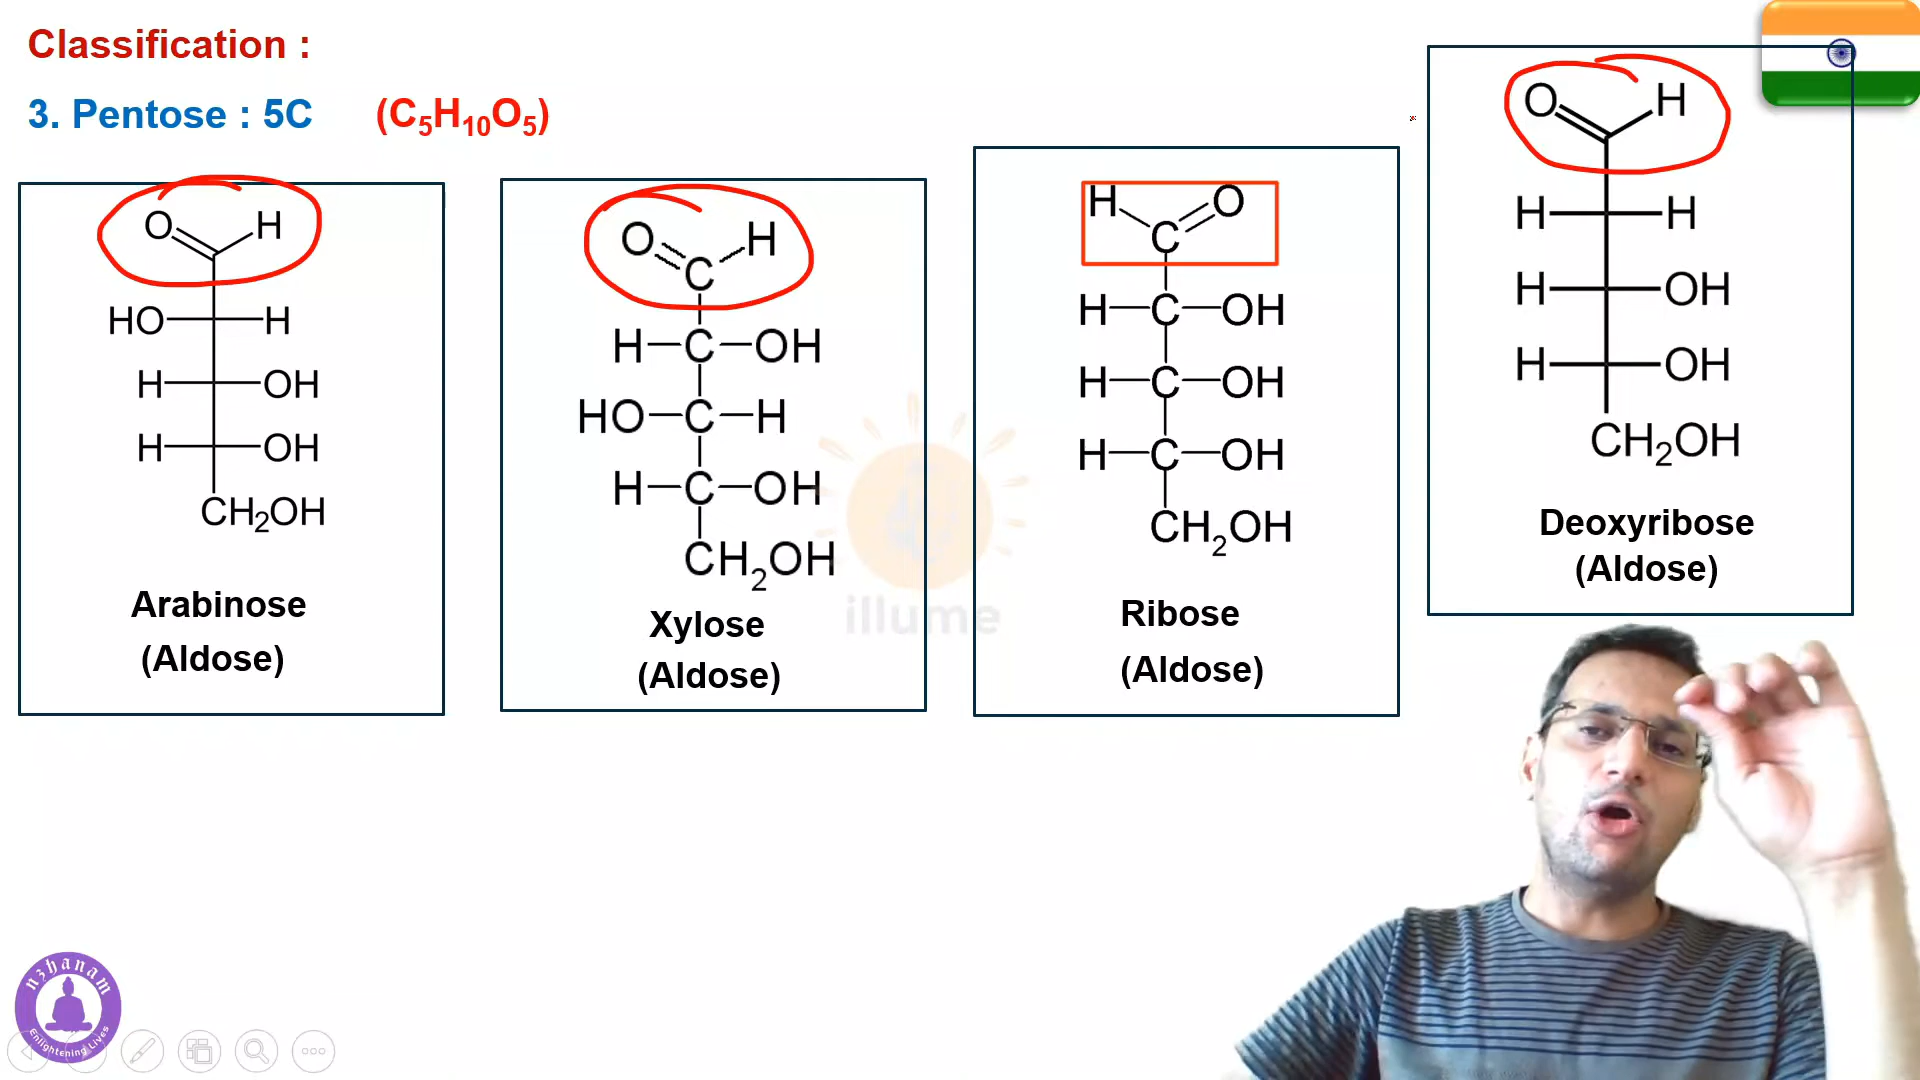 Classification :
3. Pentose : 5C (C5H10O5)
O H
HO H
H OH
H OH
CH2OH
Arabinose
(Aldose)
O H
C
H C OH
HO C H
H C OH
CH2OH
Xylose
(Aldose)
H O
C
H C OH
H C OH
H C OH
CH2OH
Ribose
(Aldose)
O H
H H
H OH
H OH
CH2OH
Deoxyribose
(Aldose)
illume
nzhanam
Enlightening Lives